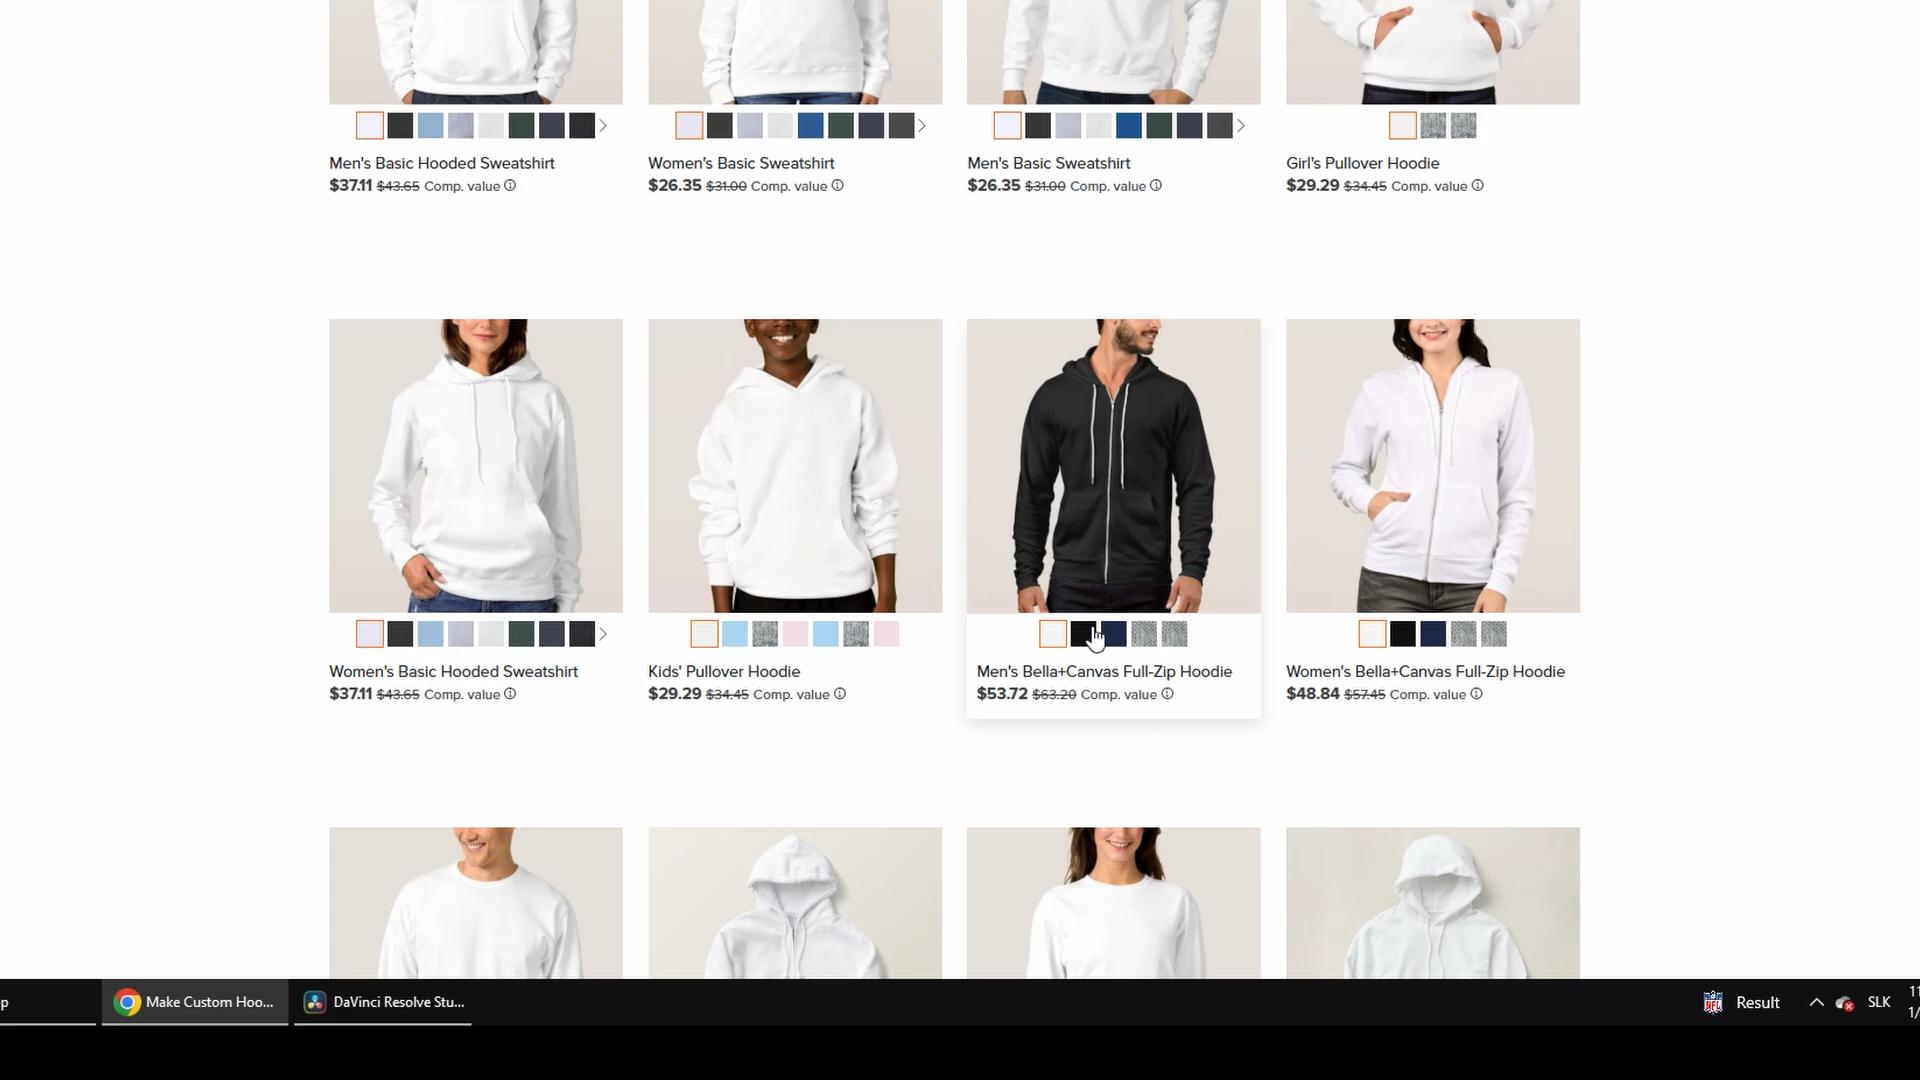 Men's Basic Hooded Sweatshirt
$37.11 $43.65 Comp. value
Women's Basic Sweatshirt
$26.35 $31.00 Comp. value
Men's Basic Sweatshirt
$26.35 $31.00 Comp. value
Girl's Pullover Hoodie
$29.29 $34.45 Comp. value
Women's Basic Hooded Sweatshirt
$37.11 $43.65 Comp. value
Kids' Pullover Hoodie
$29.29 $34.45 Comp. value
Men's Bella+Canvas Full-Zip Hoodie
$53.72 $63.20 Comp. value
Women's Bella+Canvas Full-Zip Hoodie
$48.84 $57.45 Comp. value
p
Make Custom Hoo...
DaVinci Resolve Stu...
NFL
Result
SLK
11
1/